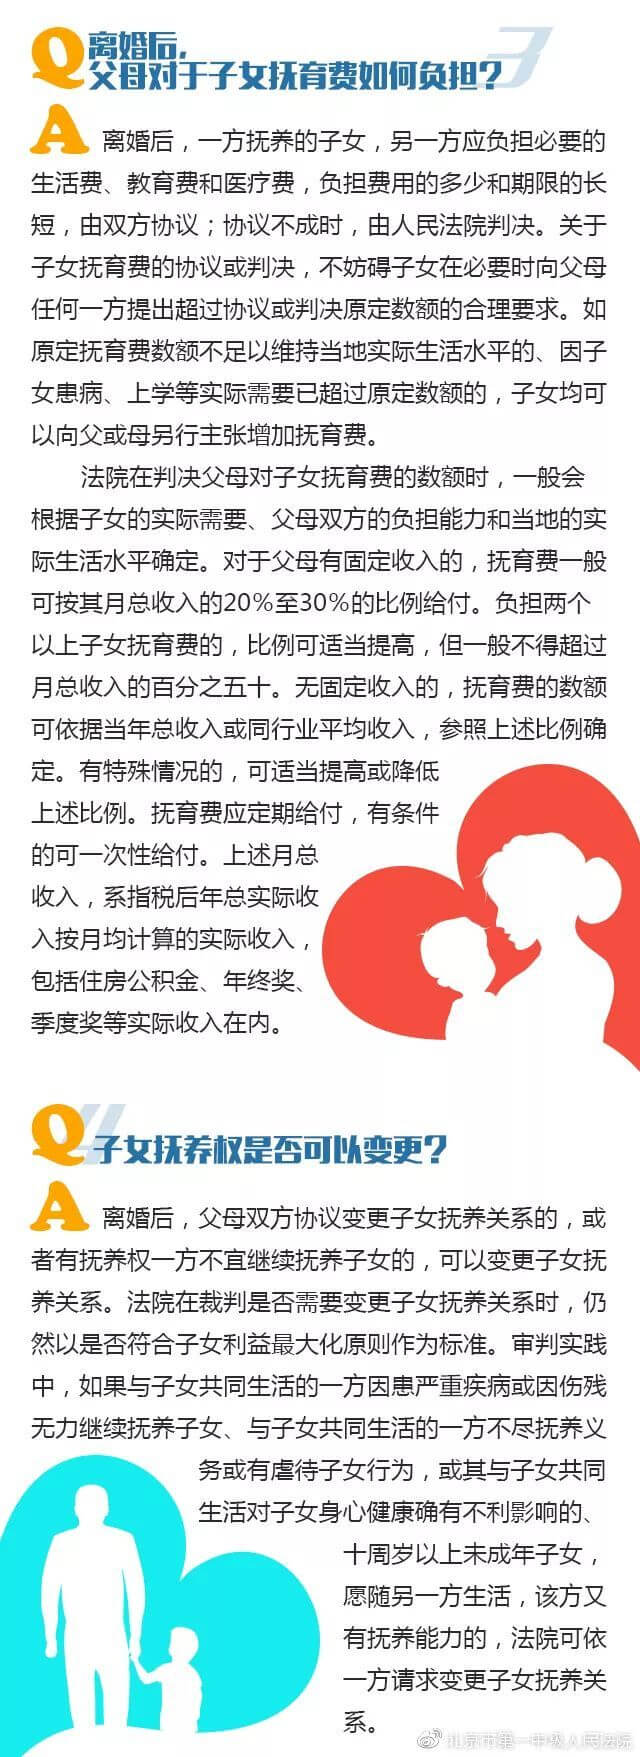 Q 离婚后, 3
父母对于子女抚育费如何负担?
A 离婚后，一方抚养的子女，另一方应负担必要的
生活费、教育费和医疗费，负担费用的多少和期限的长
短，由双方协议；协议不成时，由人民法院判决。关于
子女抚育费的协议或判决，不妨碍子女在必要时向父母
任何一方提出超过协议或判决原定数额的合理要求。如
原定抚育费数额不足以维持当地实际生活水平的、因子
女患病、上学等实际需要已超过原定数额的，子女均可
以向父或母另行主张增加抚育费。
法院在判决父母对子女抚育费的数额时，一般会
根据子女的实际需要、父母双方的负担能力和当地的实
际生活水平确定。对于父母有固定收入的，抚育费一般
可按其月总收入的20%至30%的比例给付。负担两个
以上子女抚育费的，比例可适当提高，但一般不得超过
月总收入的百分之五十。无固定收入的，抚育费的数额
可依据当年总收入或同行业平均收入，参照上述比例确
定。有特殊情况的，可适当提高或降低
上述比例。抚育费应定期给付，有条件
的可一次性给付。上述月总
收入，系指税后年总实际收
入按月均计算的实际收入，
包括住房公积金、年终奖、
季度奖等实际收入在内。
Q 4 子女抚养权是否可以变更?
A 离婚后，父母双方协议变更子女抚养关系的，或
者有抚养权一方不宜继续抚养子女的，可以变更子女抚
养关系。法院在裁判是否需要变更子女抚养关系时，仍
然以是否符合子女利益最大化原则作为标准。审判实践
中，如果与子女共同生活的一方因患严重疾病或因伤残
无力继续抚养子女、与子女共同生活的一方不尽抚养义
务或有虐待子女行为，或其与子女共同
生活对子女身心健康确有不利影响的、
十周岁以上未成年子女，
愿随另一方生活，该方又
有抚养能力的，法院可依
一方请求变更子女抚养关
系。
北京市第一中级人民法院